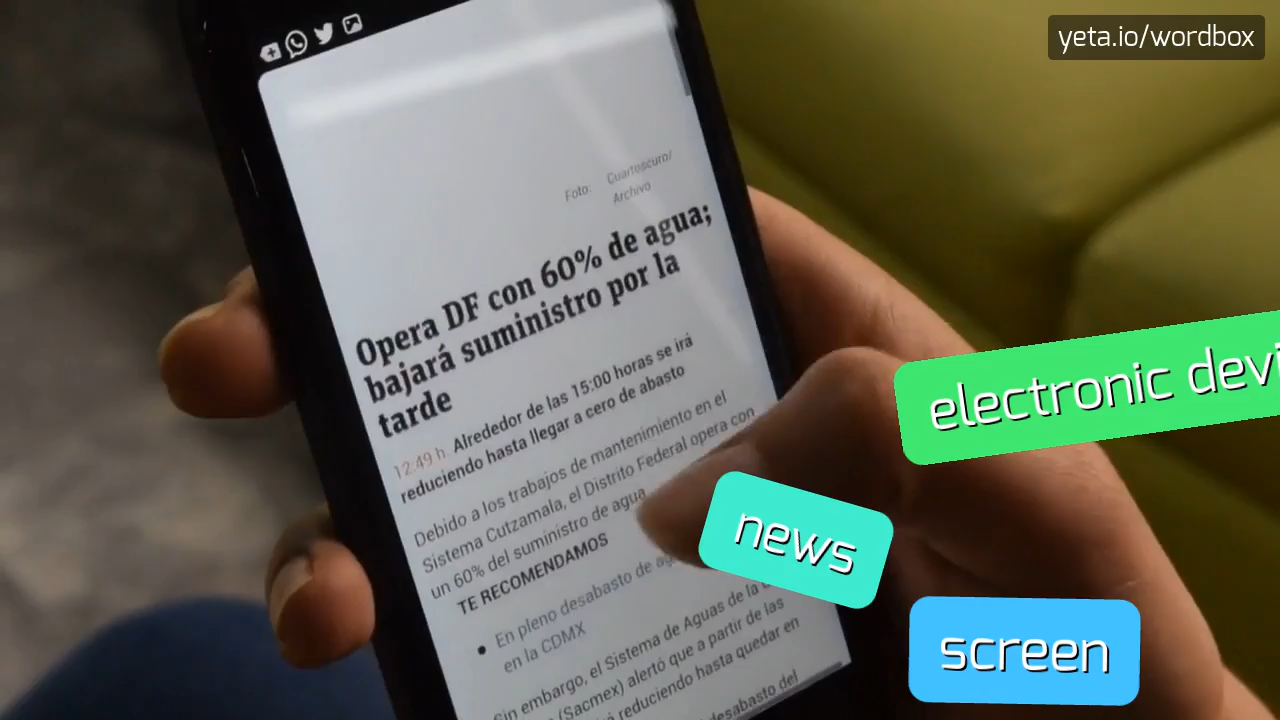 yeta.io/wordbox
Foto: Cuartoscuro/
Archivo
Opera DF con 60% de agua;
bajará suministro por la
tarde
12:49 h. Alrededor de las 15:00 horas se irá
reduciendo hasta llegar a cero de abasto
Debido a los trabajos de mantenimiento en el
Sistema Cutzamala, el Distrito Federal opera con
un 60% del suministro de agua
TE RECOMENDAMOS
• En pleno desabasto de
en la CDMX
Sin embargo, el Sistema de Aguas de la
(Sacmex) alertó que a partir de las
reduciendo hasta quedar en
desabasto del
electronic devi
news
screen